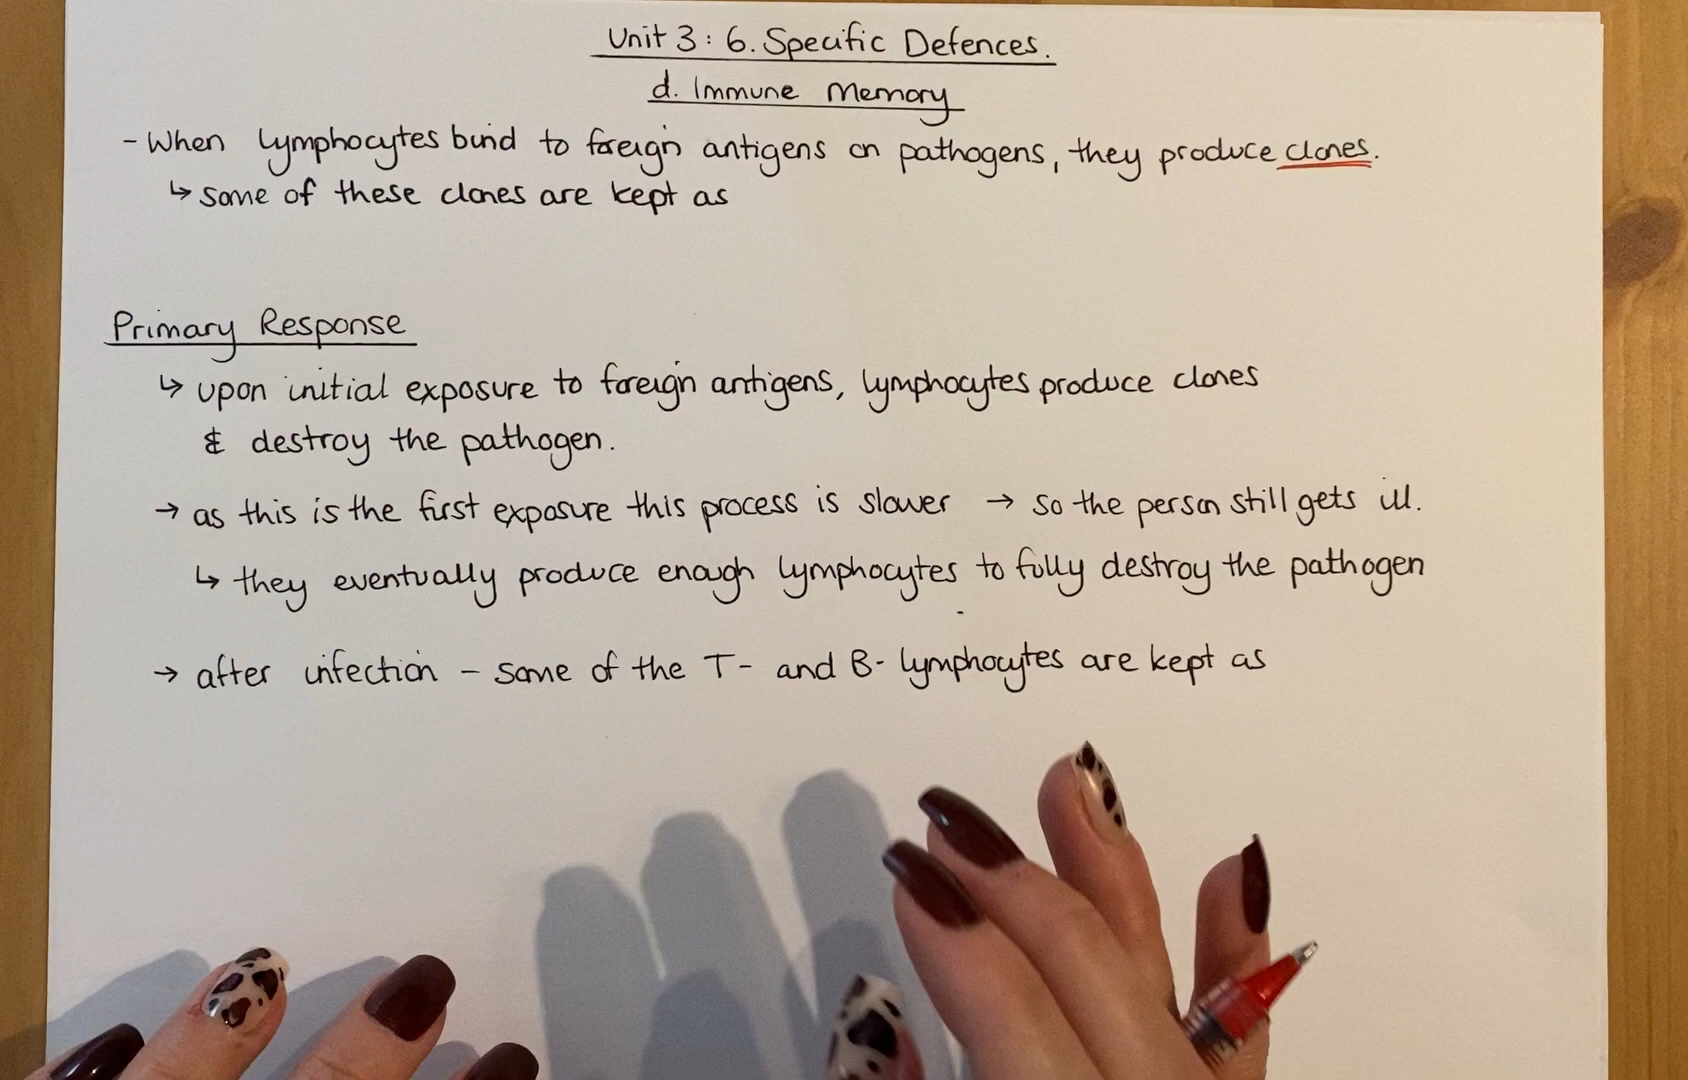 Unit 3: 6. Specific Defences.
d. Immune Memory
- When lymphocytes bind to foreign antigens on pathogens, they produce clones.
↳ some of these clones are kept as
Primary Response
↳ upon initial exposure to foreign antigens, lymphocytes produce clones
& destroy the pathogen.
→ as this is the first exposure this process is slower → so the person still gets ill.
↳ they eventually produce enough lymphocytes to fully destroy the pathogen
→ after infection - some of the T- and B- lymphocytes are kept as